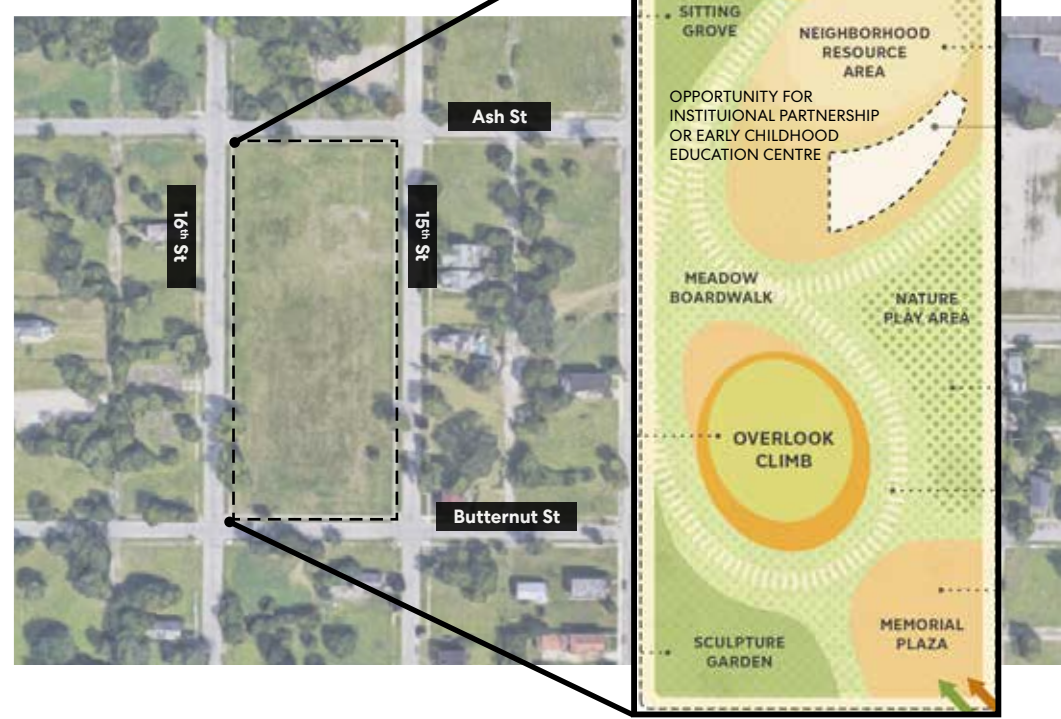 Ash St
16th St
15th St
Butternut St
SITTING
GROVE
NEIGHBORHOOD
RESOURCE
AREA
OPPORTUNITY FOR
INSTITUIONAL PARTNERSHIP
OR EARLY CHILDHOOD
EDUCATION CENTRE
MEADOW
BOARDWALK
NATURE
PLAY AREA
OVERLOOK
CLIMB
SCULPTURE
GARDEN
MEMORIAL
PLAZA